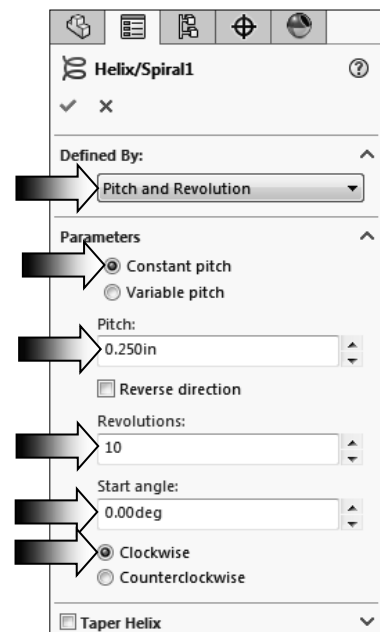 Helix/Spiral1
Defined By:
Pitch and Revolution
Parameters
Constant pitch
Variable pitch
Pitch:
0.250in
Reverse direction
Revolutions:
10
Start angle:
0.00deg
Clockwise
Counterclockwise
Taper Helix